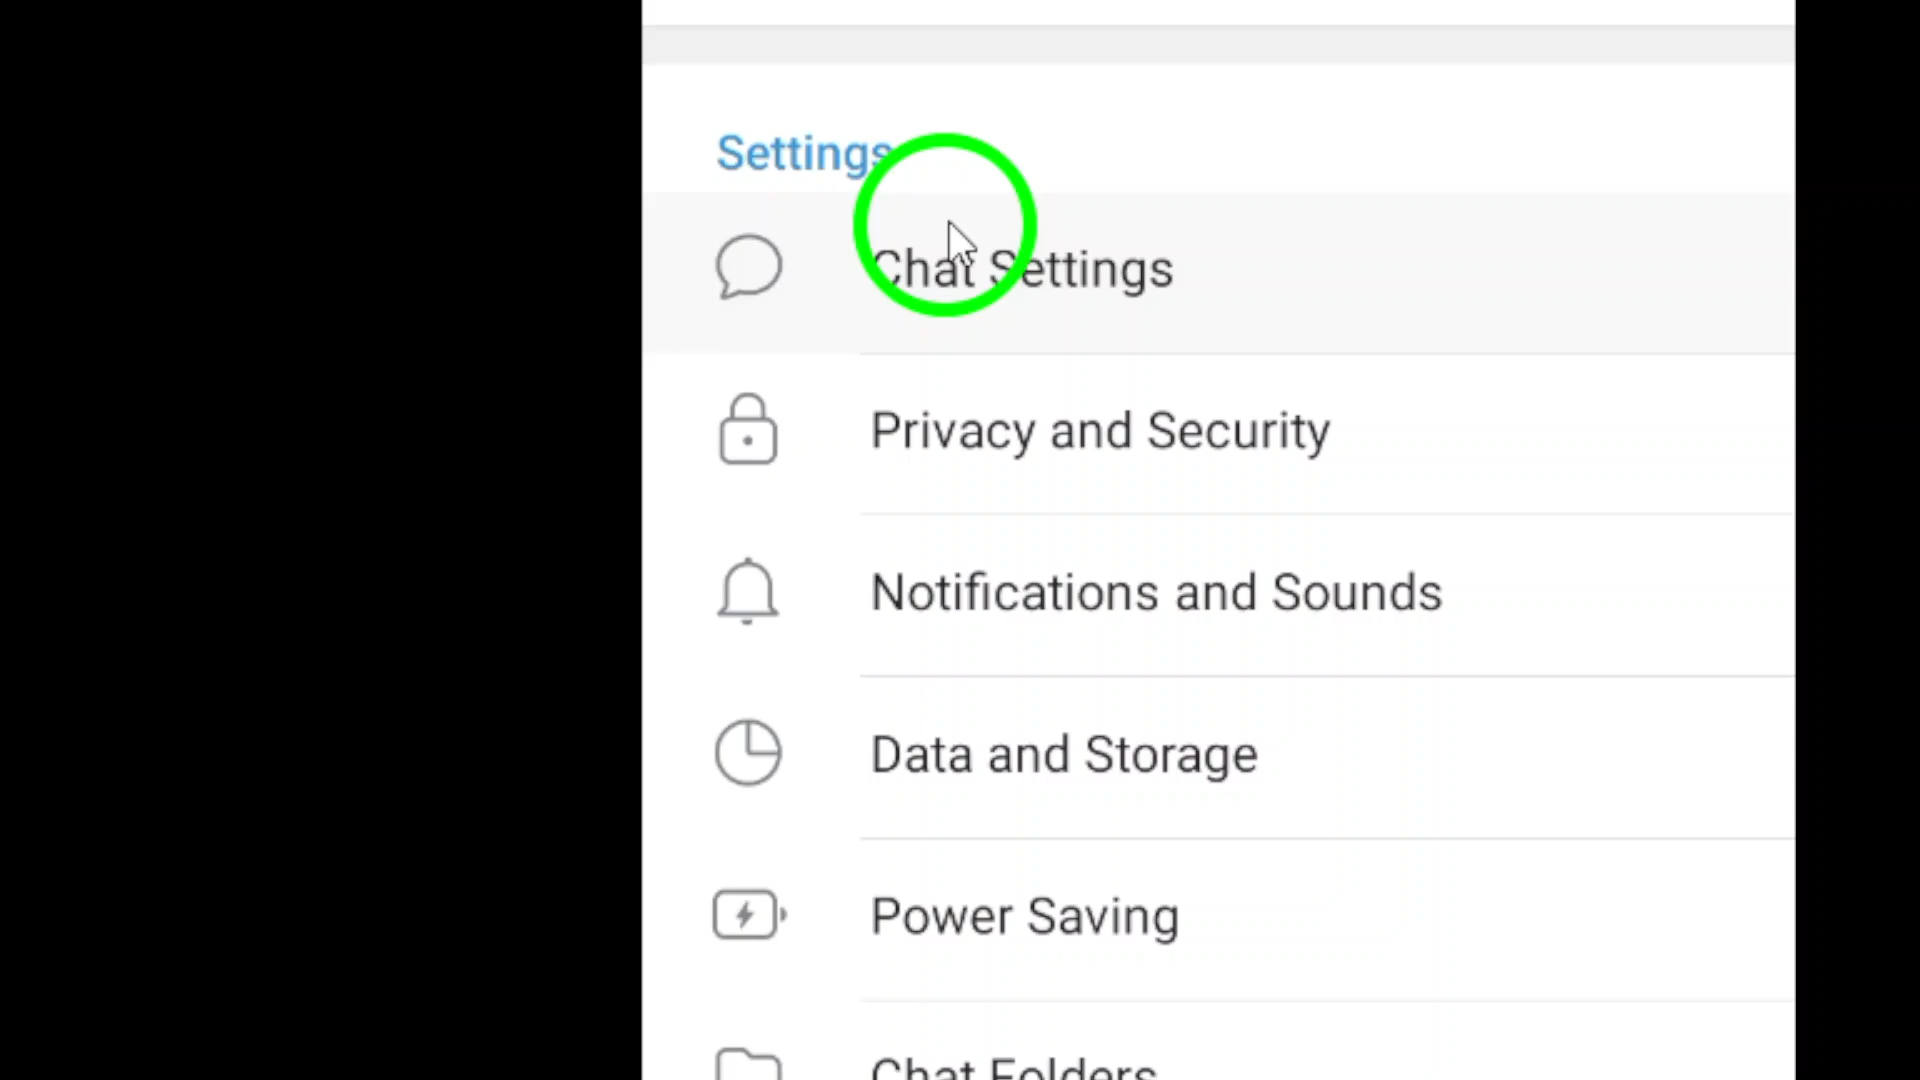 Settings
Chat Settings
Privacy and Security
Notifications and Sounds
Data and Storage
Power Saving
Chat Folders